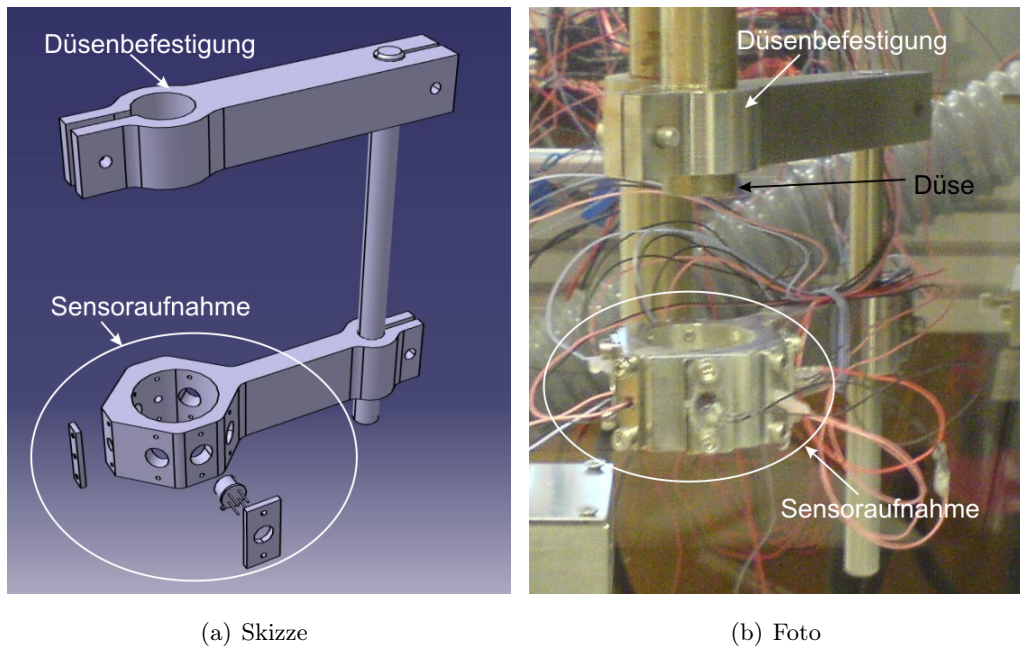 Düsenbefestigung
Sensoraufnahme
Düsenbefestigung
Düse
Sensoraufnahme
(a) Skizze
(b) Foto